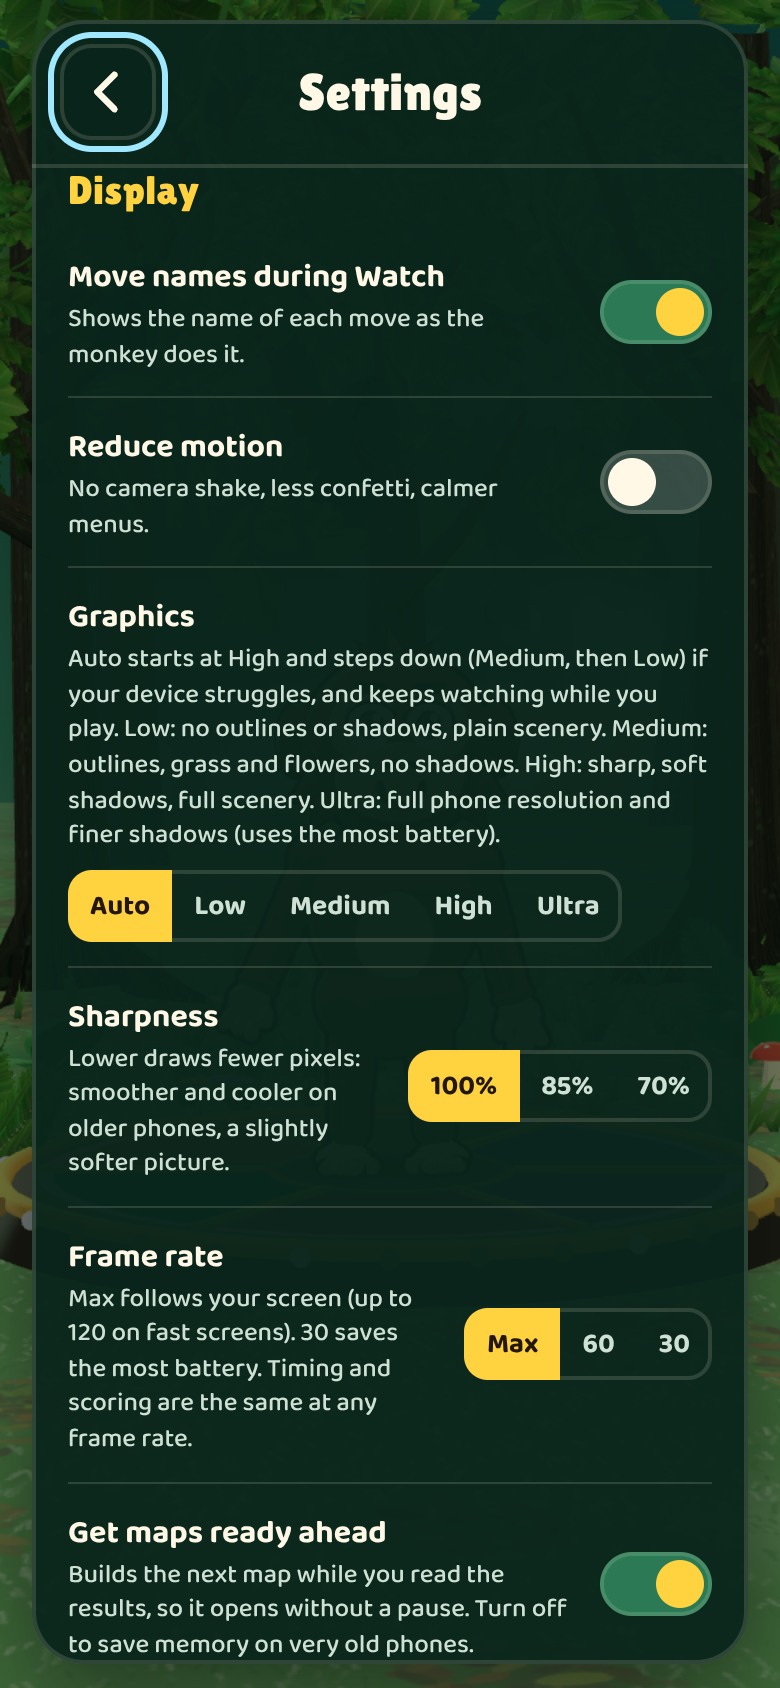 Settings
Display
Move names during Watch
Shows the name of each move as the
monkey does it.
Reduce motion
No camera shake, less confetti, calmer
menus.
Graphics
Auto starts at High and steps down (Medium, then Low) if
your device struggles, and keeps watching while you
play. Low: no outlines or shadows, plain scenery. Medium:
outlines, grass and flowers, no shadows. High: sharp, soft
shadows, full scenery. Ultra: full phone resolution and
finer shadows (uses the most battery).
Auto Low Medium High Ultra
Sharpness
Lower draws fewer pixels:
smoother and cooler on
older phones, a slightly
softer picture.
100% 85% 70%
Frame rate
Max follows your screen (up to
120 on fast screens). 30 saves
the most battery. Timing and
scoring are the same at any
frame rate.
Max 60 30
Get maps ready ahead
Builds the next map while you read the
results, so it opens without a pause. Turn off
to save memory on very old phones.